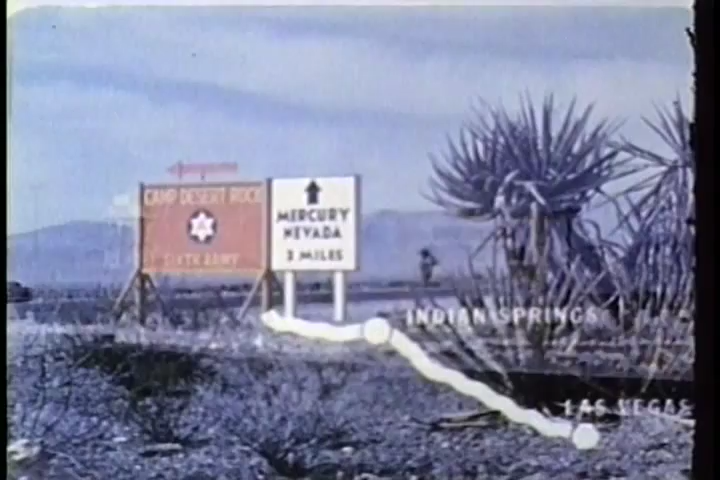 CAMP DESERT ROCK
SIXTH ARMY
MERCURY
NEVADA
3 MILES
INDIAN SPRINGS
LAS VEGAS